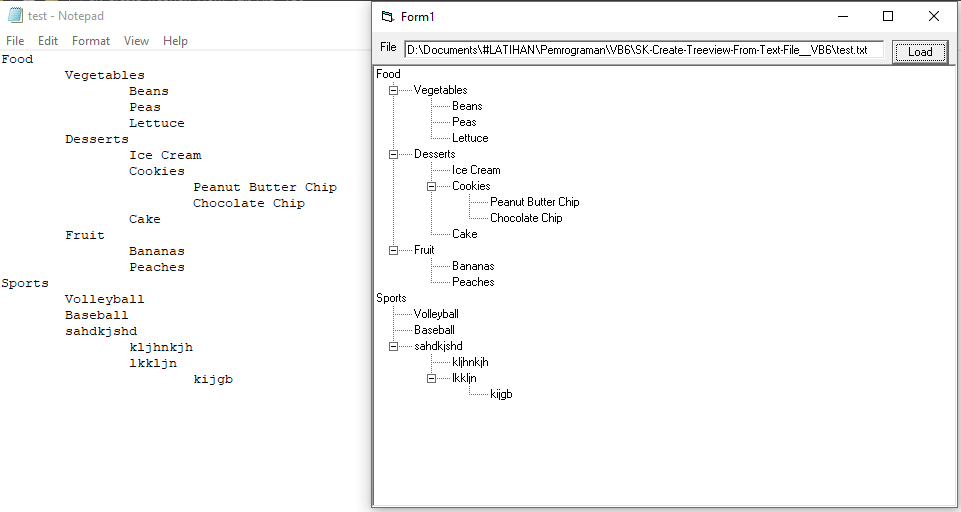 test - Notepad
File Edit Format View Help
Food
Vegetables
Beans
Peas
Lettuce
Desserts
Ice Cream
Cookies
Peanut Butter Chip
Chocolate Chip
Cake
Fruit
Bananas
Peaches
Sports
Volleyball
Baseball
sahdkjshd
kljhnkjh
lkkljn
kijgb
Form1
File D:\Documents\#LATIHAN\Pemrograman\VB6\SK-Create-Treeview-From-Text-File__VB6\test.txt Load
Food
Vegetables
Beans
Peas
Lettuce
Desserts
Ice Cream
Cookies
Peanut Butter Chip
Chocolate Chip
Cake
Fruit
Bananas
Peaches
Sports
Volleyball
Baseball
sahdkjshd
kljhnkjh
lkkljn
kijgb